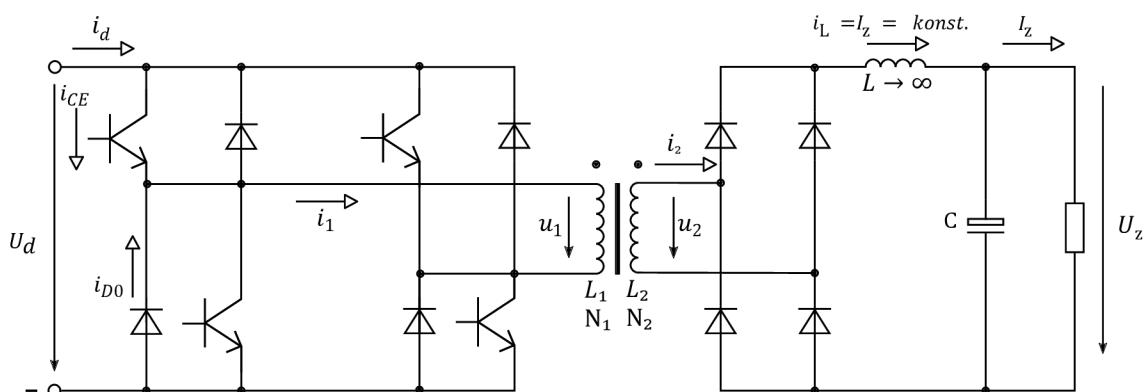 i_d
i_L = I_z = konst.
I_z
L → ∞
i_CE
i_2
i_1
u_1
u_2
C
U_d
U_z
i_D0
L_1 L_2
N_1 N_2
-